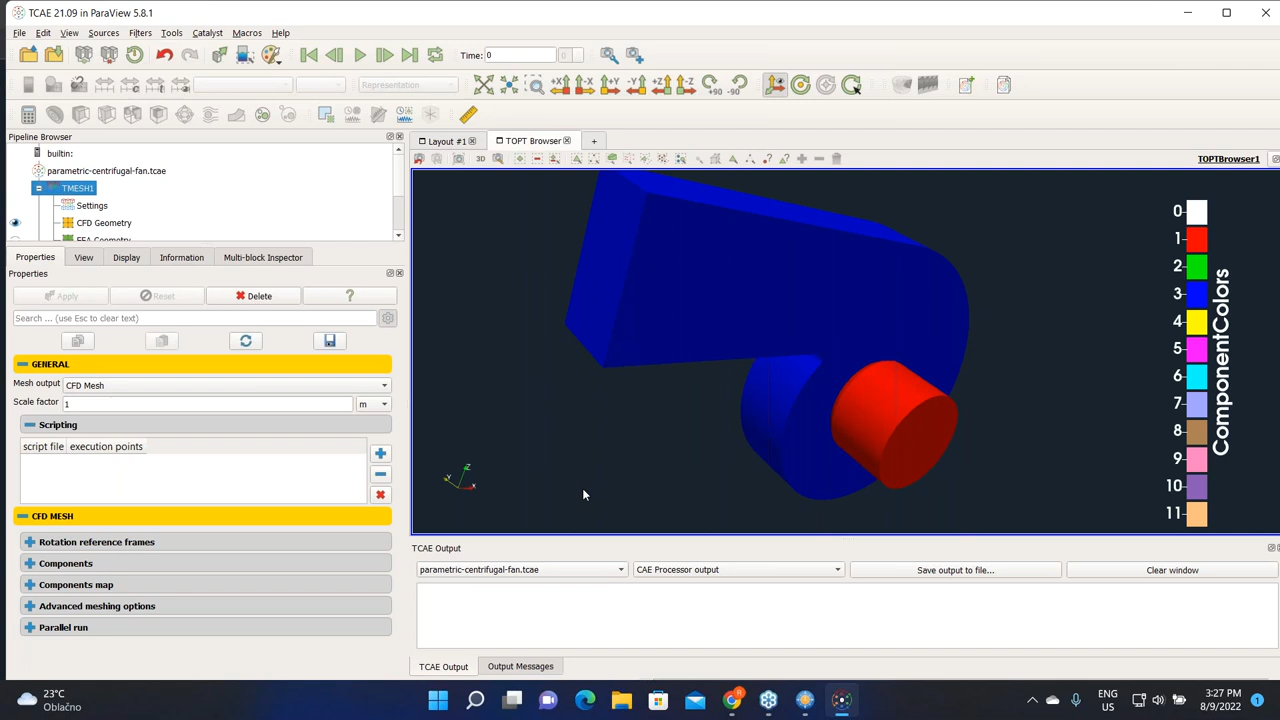 TCAE 21.09 in ParaView 5.8.1
File Edit View Sources Filters Tools Catalyst Macros Help
Time: 0 0
Representation
+X -X +Y -Y +Z -Z +90 -90
Pipeline Browser
Layout #1 TOPT Browser +
builtin:
3D
TOPTBrowser1
parametric-centrifugal-fan.tcae
TMESH1
Settings
CFD Geometry
FEA Geometry
Properties View Display Information Multi-block Inspector
Properties
Apply Reset Delete ?
Search ... (use Esc to clear text)
GENERAL
Mesh output CFD Mesh
Scale factor 1 m
Scripting
script file execution points
CFD MESH
Rotation reference frames
Components
Components map
Advanced meshing options
Parallel run
0
1
2
3
4
5
6
7
8
9
10
11
ComponentColors
Z
Y
X
TCAE Output
parametric-centrifugal-fan.tcae CAE Processor output Save output to file... Clear window
TCAE Output Output Messages
23°C
Oblačno
R
ENG
US
3:27 PM
8/9/2022
1